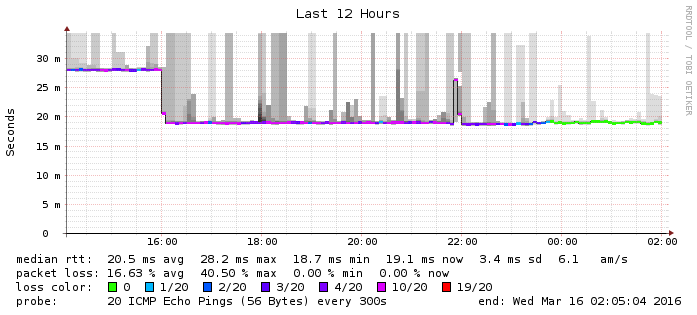 Last 12 Hours
RRDTOOL / TOBI OETIKER
Seconds
30 m
25 m
20 m
15 m
10 m
5 m
0
16:00 18:00 20:00 22:00 00:00 02:00
median rtt: 20.5 ms avg 28.2 ms max 18.7 ms min 19.1 ms now 3.4 ms sd 6.1 am/s
packet loss: 16.63 % avg 40.50 % max 0.00 % min 0.00 % now
loss color: 0 1/20 2/20 3/20 4/20 10/20 19/20
probe: 20 ICMP Echo Pings (56 Bytes) every 300s end: Wed Mar 16 02:05:04 2016